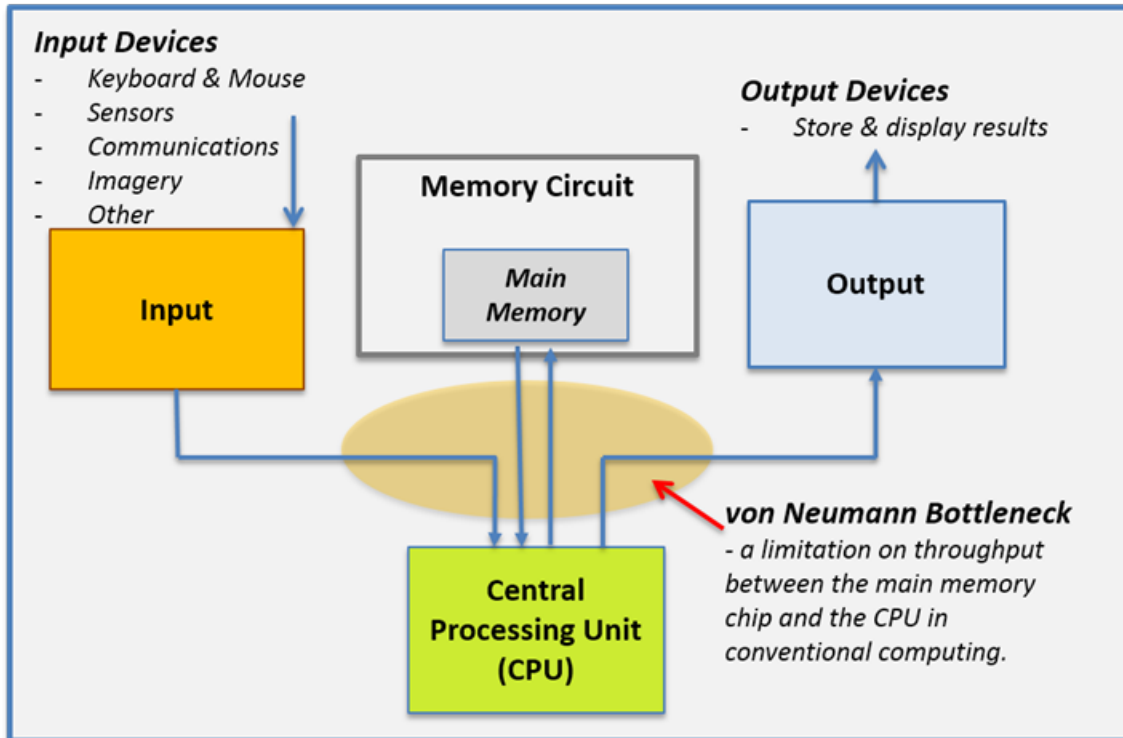 Input Devices
- Keyboard & Mouse
- Sensors
- Communications
- Imagery
- Other
Input
Memory Circuit
Main
Memory
Output Devices
- Store & display results
Output
Central
Processing Unit
(CPU)
von Neumann Bottleneck
- a limitation on throughput
between the main memory
chip and the CPU in
conventional computing.